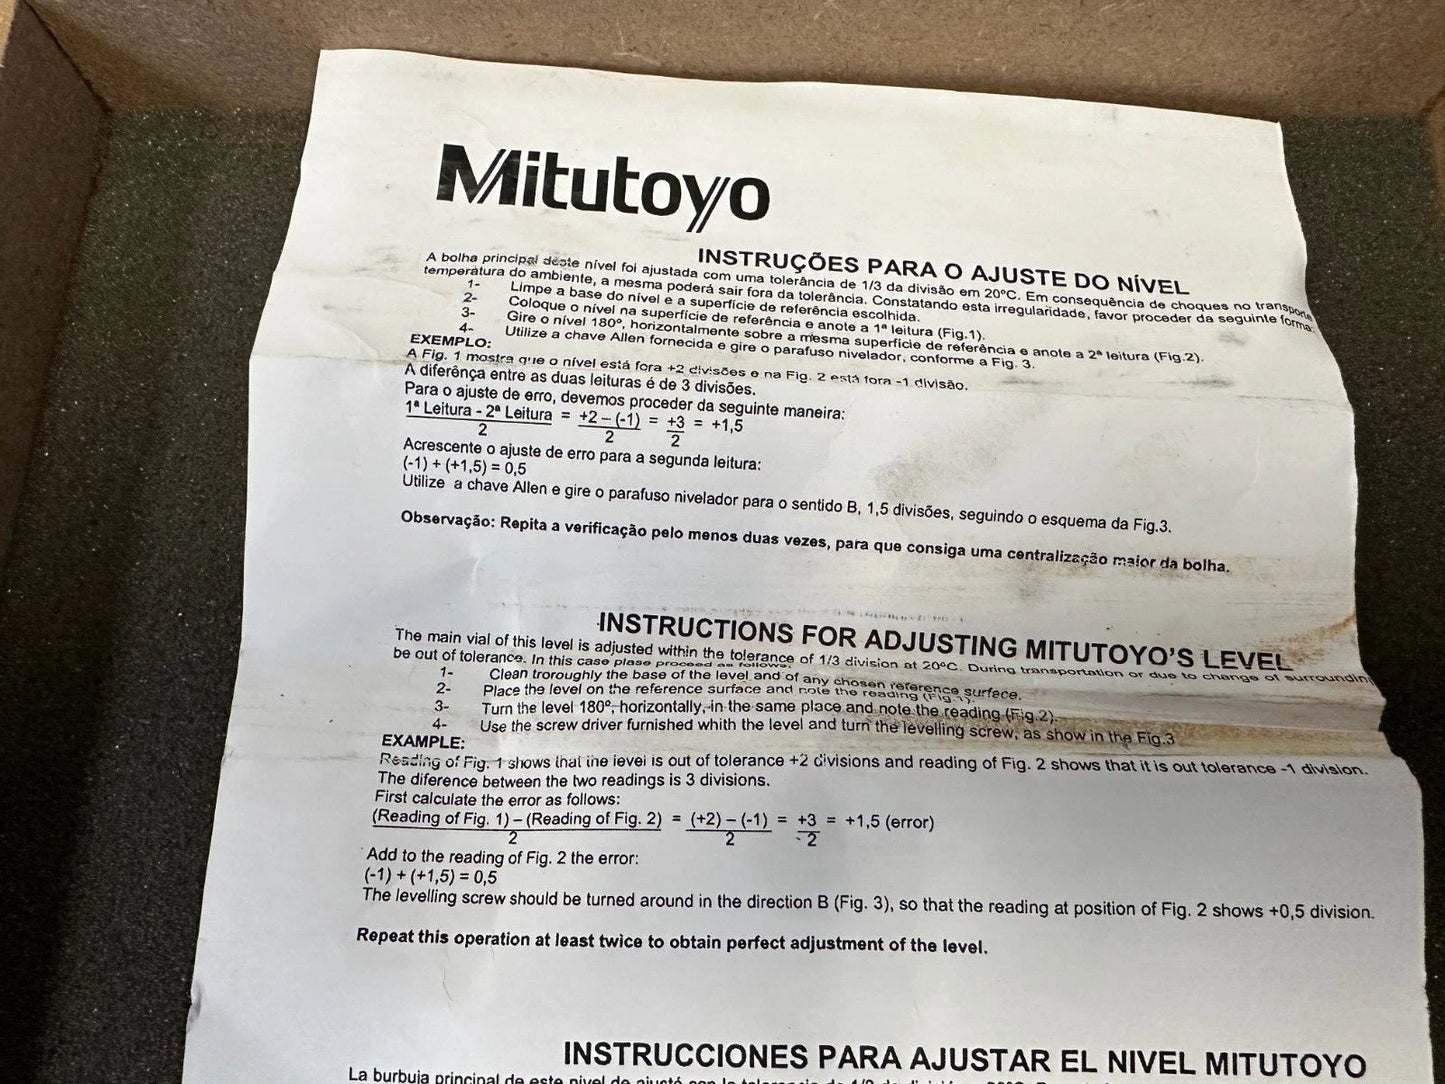 Mitutoyo
INSTRUÇÕES PARA O AJUSTE DO NÍVEL
A bolha principal deste nível foi ajustada com uma tolerância de 1/3 da divisão em 20°C. Em consequência de choques no transporte
temperatura do ambiente, a mesma poderá sair fora da tolerância. Constatando esta irregularidade, favor proceder da seguinte forma:
1- Limpe a base do nível e a superfície de referência escolhida.
2- Coloque o nível na superfície de referência e anote a 1ª leitura (Fig.1).
3- Gire o nível 180º, horizontalmente sobre a mesma superfície de referência e anote a 2ª leitura (Fig.2).
4- Utilize a chave Allen fornecida e gire o parafuso nivelador, conforme a Fig. 3.
EXEMPLO:
A Fig. 1 mostra que o nível está fora +2 divisões e na Fig. 2 está fora -1 divisão.
A diferênça entre as duas leituras é de 3 divisões.
Para o ajuste de erro, devemos proceder da seguinte maneira:
1ª Leitura - 2ª Leitura = +2 – (-1) = +3 = +1,5
2 2 2
Acrescente o ajuste de erro para a segunda leitura:
(-1) + (+1,5) = 0,5
Utilize a chave Allen e gire o parafuso nivelador para o sentido B, 1,5 divisões, seguindo o esquema da Fig.3.
Observação: Repita a verificação pelo menos duas vezes, para que consiga uma centralização maior da bolha.
INSTRUCTIONS FOR ADJUSTING MITUTOYO'S LEVEL
The main vial of this level is adjusted within the tolerance of 1/3 division at 20ºC. During transportation or due to change of surroundin
be out of tolerance. In this case plase proceed as follows:
1- Clean troroughly the base of the level and of any chosen reference surface.
2- Place the level on the reference surface and note the reading (Fig.1).
3- Turn the level 180º, horizontally, in the same place and note the reading (Fig.2).
4- Use the screw driver furnished whith the level and turn the levelling screw, as show in the Fig.3
EXAMPLE:
Reading of Fig. 1 shows that the level is out of tolerance +2 divisions and reading of Fig. 2 shows that it is out tolerance -1 division.
The diference between the two readings is 3 divisions.
First calculate the error as follows:
(Reading of Fig. 1) – (Reading of Fig. 2) = (+2) – (-1) = +3 = +1,5 (error)
2 2 2
Add to the reading of Fig. 2 the error:
(-1) + (+1,5) = 0,5
The levelling screw should be turned around in the direction B (Fig. 3), so that the reading at position of Fig. 2 shows +0,5 division.
Repeat this operation at least twice to obtain perfect adjustment of the level.
INSTRUCCIONES PARA AJUSTAR EL NIVEL MITUTOYO
La burbuja principal de este nivel de ajustó con la